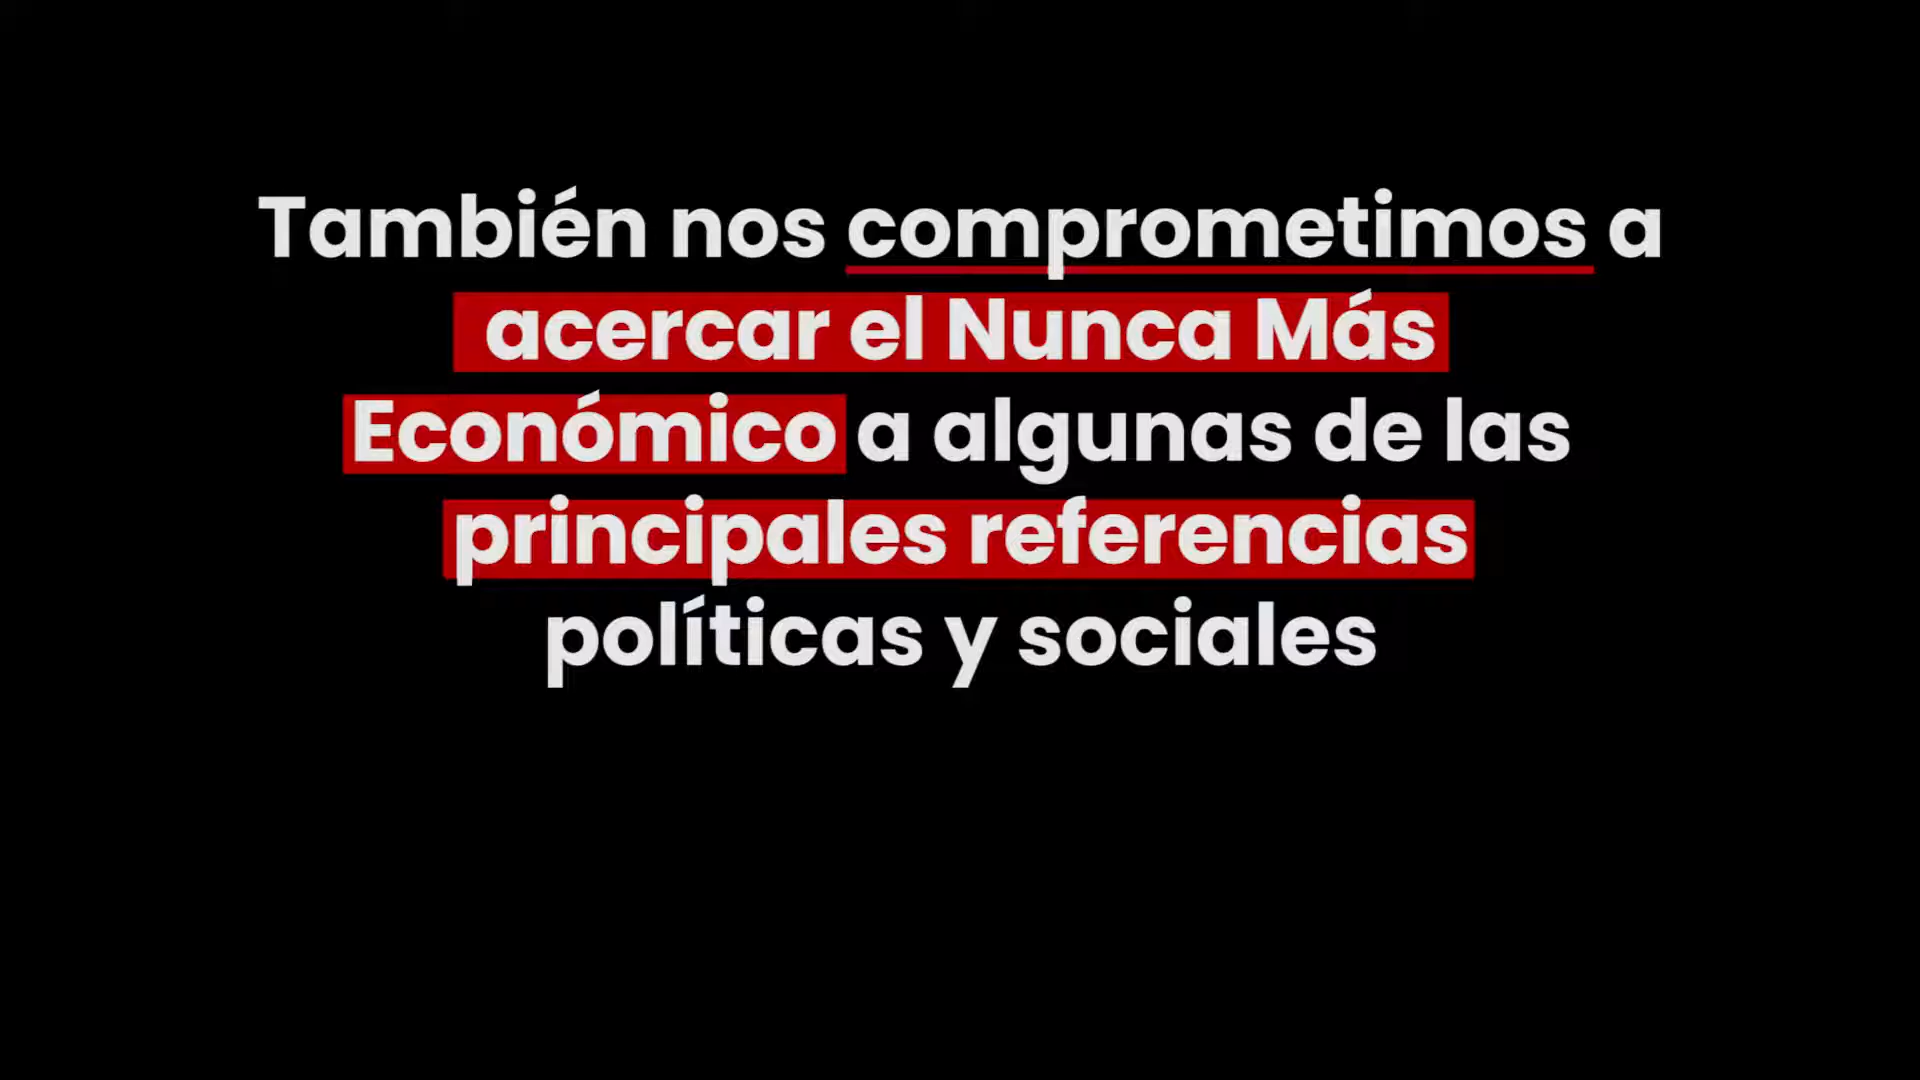 También nos comprometimos a
acercar el Nunca Más
Económico a algunas de las
principales referencias
políticas y sociales